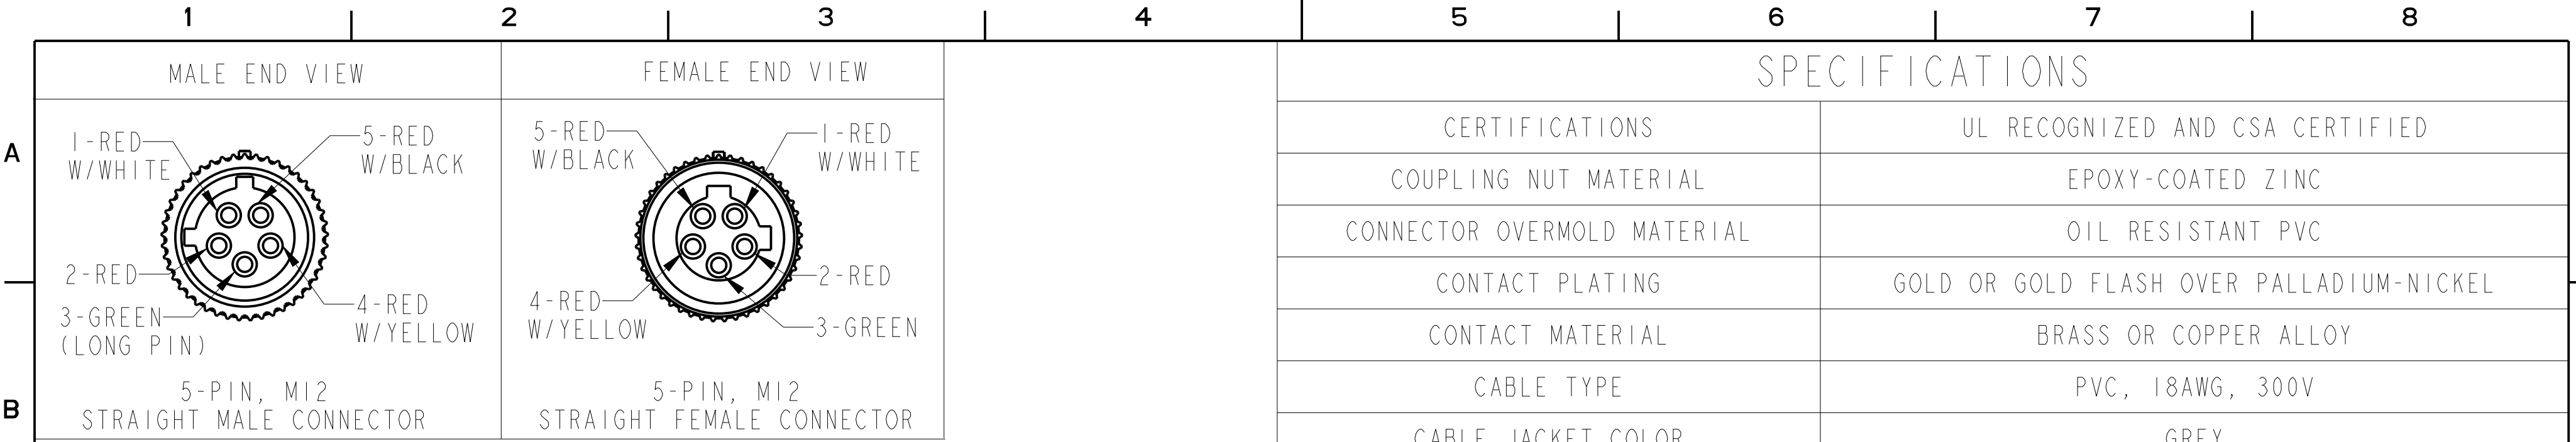 1 2 3 4 5 6 7 8
MALE END VIEW
FEMALE END VIEW
A
B
1-RED
W/WHITE
5-RED
W/BLACK
2-RED
3-GREEN
(LONG PIN)
4-RED
W/YELLOW
5-PIN, M12
STRAIGHT MALE CONNECTOR
5-RED
W/BLACK
1-RED
W/WHITE
4-RED
W/YELLOW
2-RED
3-GREEN
5-PIN, M12
STRAIGHT FEMALE CONNECTOR
SPECIFICATIONS
CERTIFICATIONS UL RECOGNIZED AND CSA CERTIFIED
COUPLING NUT MATERIAL EPOXY-COATED ZINC
CONNECTOR OVERMOLD MATERIAL OIL RESISTANT PVC
CONTACT PLATING GOLD OR GOLD FLASH OVER PALLADIUM-NICKEL
CONTACT MATERIAL BRASS OR COPPER ALLOY
CABLE TYPE PVC, 18AWG, 300V
CABLE JACKET COLOR GREY